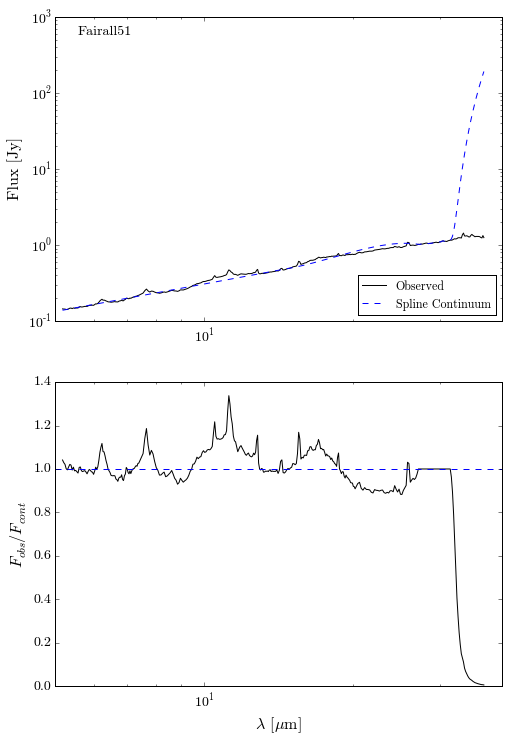 Fairall51
10³
10²
10¹
10⁰
10⁻¹
Flux [Jy]
Observed
Spline Continuum
10¹
1.4
1.2
1.0
0.8
0.6
0.4
0.2
0.0
F_obs/F_cont
10¹
λ [μm]